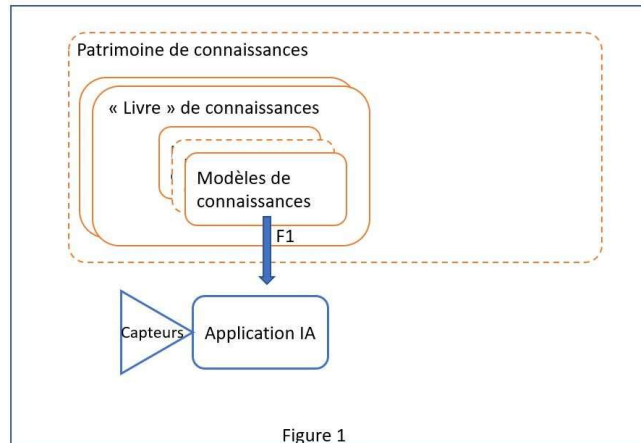 Patrimoine de connaissances
« Livre » de connaissances
Modèles de
connaissances
F1
Capteurs
Application IA
Figure 1